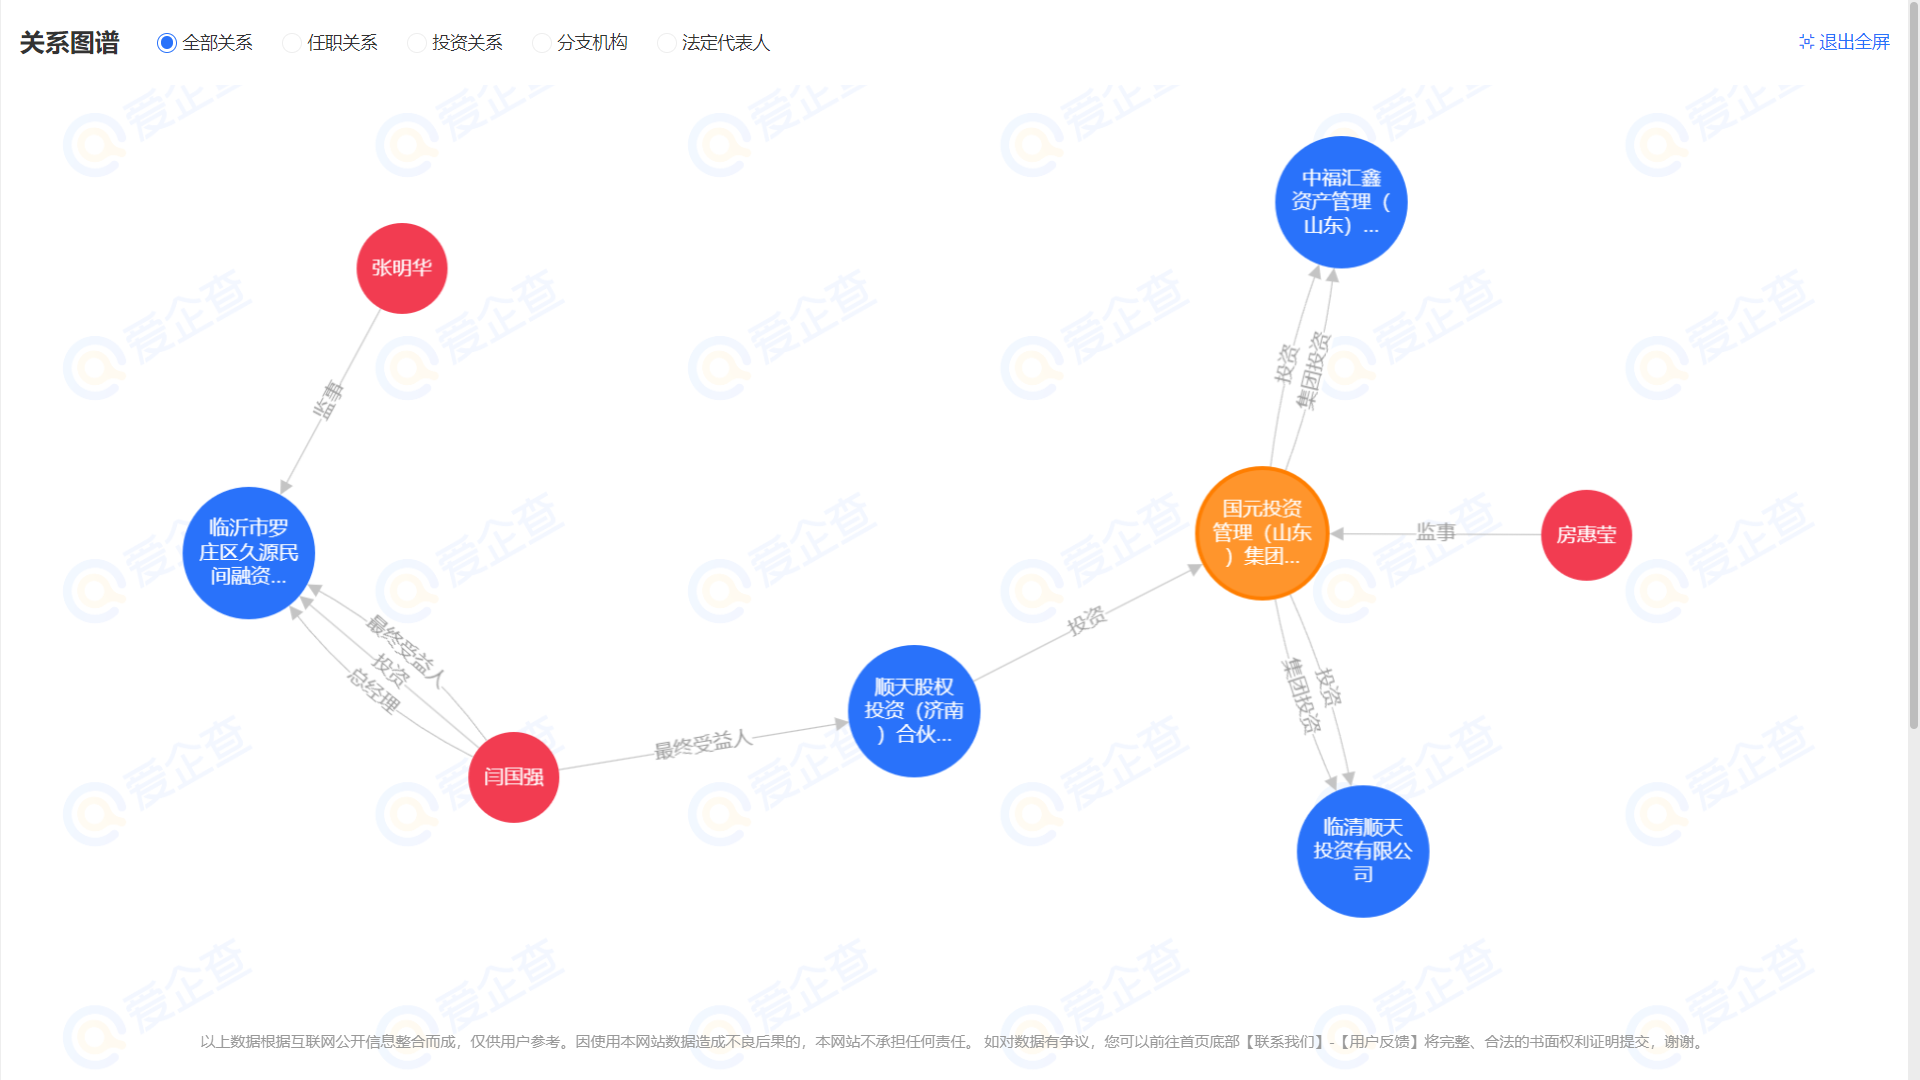 关系图谱
全部关系
任职关系
投资关系
分支机构
法定代表人
退出全屏
爱企查
中福汇鑫
资产管理（
山东）...
张明华
投资
集团投资
监事
临沂市罗
庄区久源民
间融资...
国元投资
管理（山东
）集团...
监事
房惠莹
最终受益人
投资
总经理
投资
集团投资
投资
顺天股权
投资（济南
）合伙...
最终受益人
闫国强
临清顺天
投资有限公
司
以上数据根据互联网公开信息整合而成，仅供用户参考。因使用本网站数据造成不良后果的，本网站不承担任何责任。 如对数据有争议，您可以前往首页底部【联系我们】-【用户反馈】将完整、合法的书面权利证明提交，谢谢。